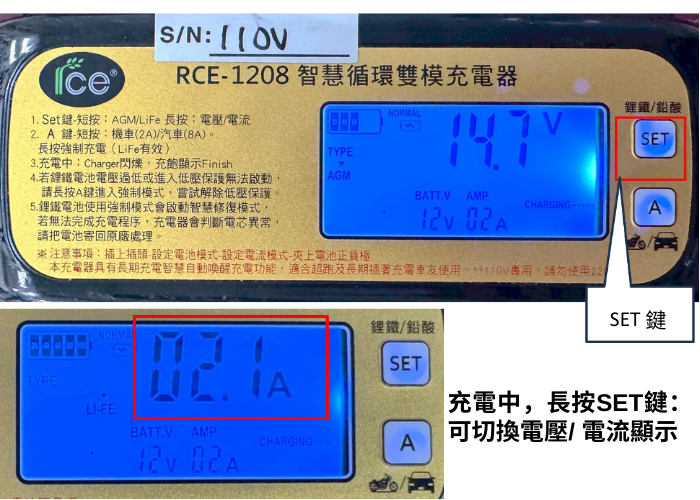 S/N: 110V
rce®
RCE-1208 智慧循環雙模充電器
1. Set鍵-短按：AGM/LiFe 長按：電壓/電流
2. A 鍵-短按：機車(2A)/汽車(8A)。
長按強制充電（LiFe有效）
3.充電中：Charger閃爍，充飽顯示Finish
4.若鋰鐵電池電壓過低或進入低壓保護無法啟動，
請長按A鍵進入強制模式，嘗試解除低壓保護。
5.鋰鐵電池使用強制模式會啟動智慧修復模式，
若無法完成充電程序，充電器會判斷電芯異常，
請把電池寄回原廠處理。
※注意事項：插上插頭-設定電池模式-設定電流模式-夾上電池正負極
本充電器具有長期充電智慧自動喚醒充電功能，適合超跑及長期插著充電車友使用。**110V專用，請勿使用22
NORMAL
14.7 V
TYPE
AGM
BATT.V AMP
CHARGING
12V 02A
鋰鐵/鉛酸
SET
A
SET 鍵
NORMA
02.1A
TYPE
LI-FE
BATT.V AMP
CHARGING
12V 02A
鋰鐵/鉛酸
SET
A
充電中，長按SET鍵：
可切換電壓/ 電流顯示